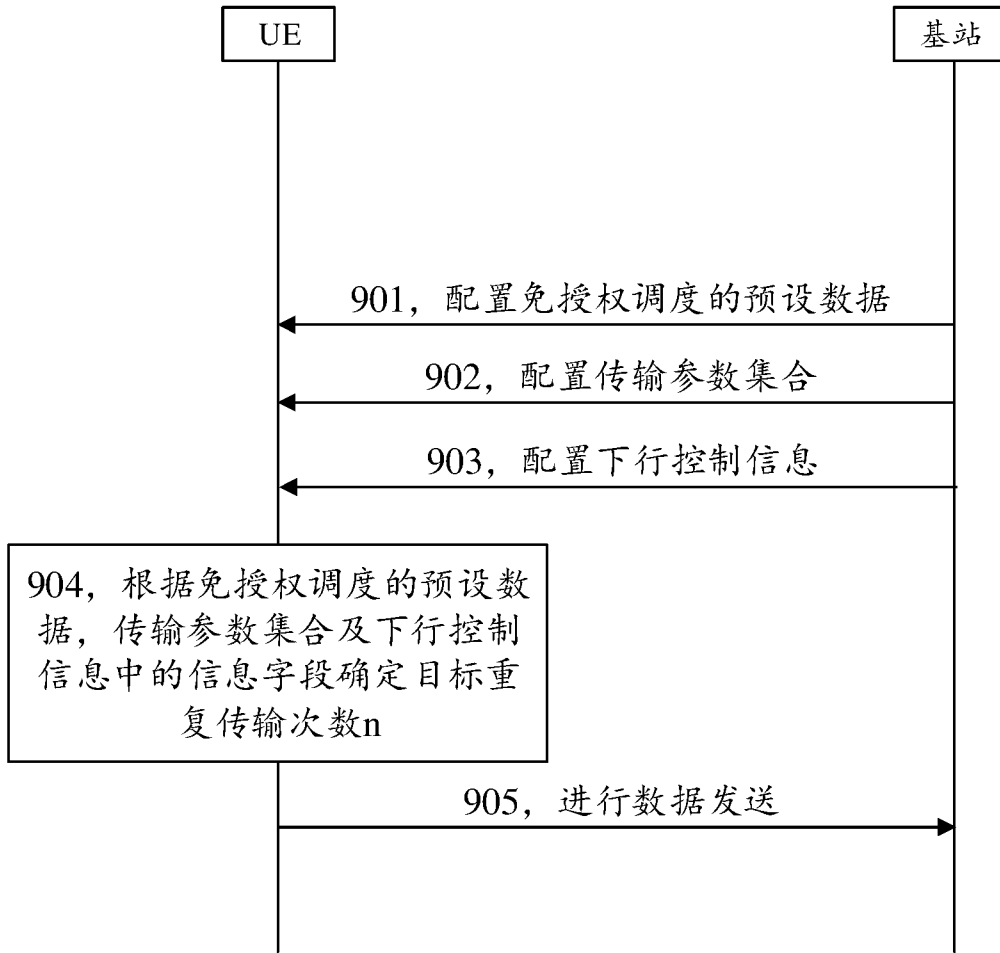 UE
基站
901，配置免授权调度的预设数据
902，配置传输参数集合
903，配置下行控制信息
904，根据免授权调度的预设数
据，传输参数集合及下行控制
信息中的信息字段确定目标重
复传输次数n
905，进行数据发送